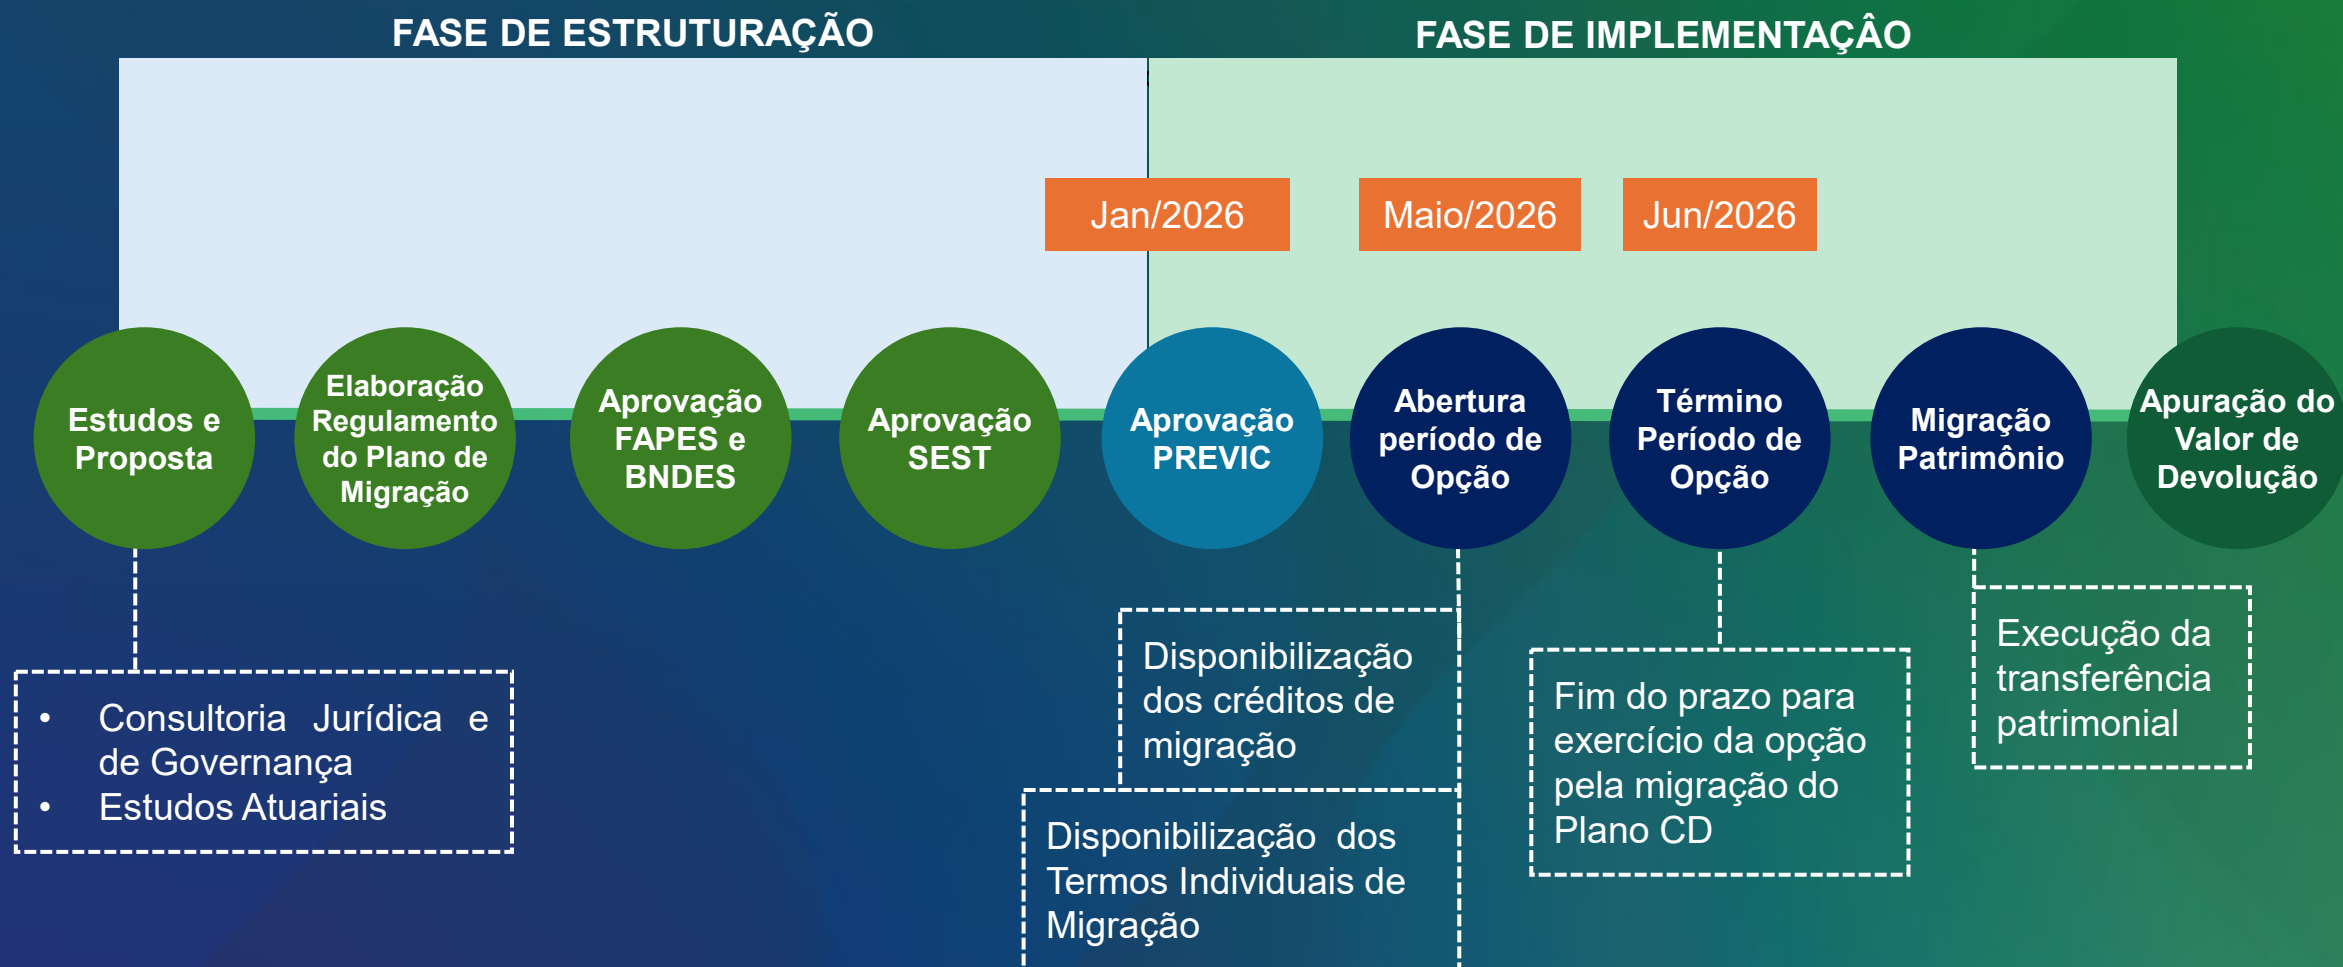 FASE DE ESTRUTURAÇÃO
FASE DE IMPLEMENTAÇÂO
Jan/2026
Maio/2026
Jun/2026
Estudos e
Proposta
Elaboração
Regulamento
do Plano de
Migração
Aprovação
FAPES e
BNDES
Aprovação
SEST
Aprovação
PREVIC
Abertura
período de
Opção
Término
Período de
Opção
Migração
Patrimônio
Apuração do
Valor de
Devolução
• Consultoria Jurídica e
de Governança
• Estudos Atuariais
Disponibilização
dos créditos de
migração
Disponibilização dos
Termos Individuais de
Migração
Fim do prazo para
exercício da opção
pela migração do
Plano CD
Execução da
transferência
patrimonial